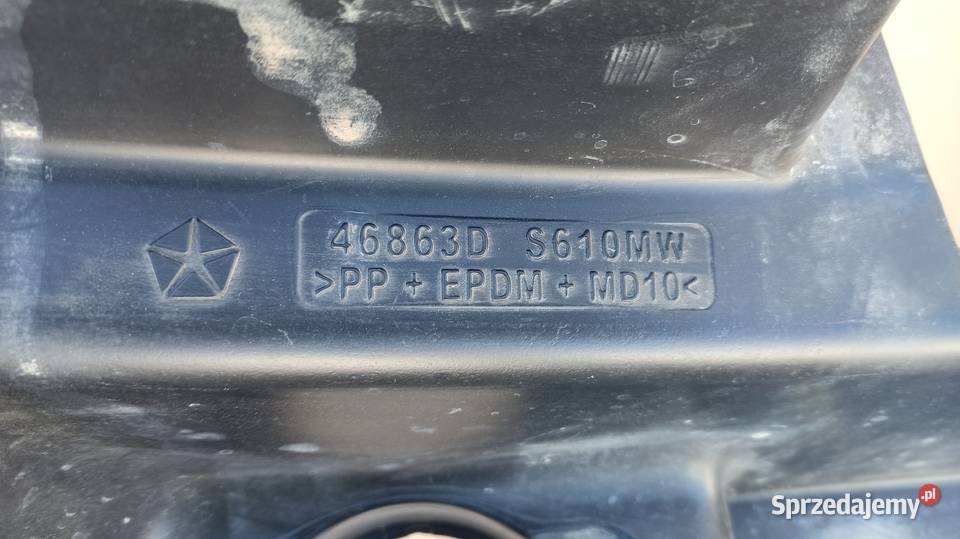 46863D S610MW
>PP + EPDM + MD10<
Sprzedajemy.pl